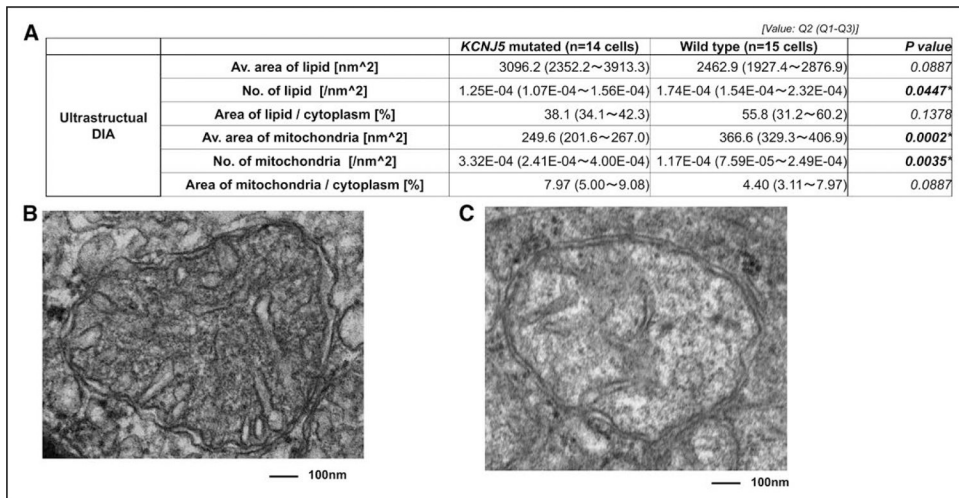 A
[Value: Q2 (Q1-Q3)]
KCNJ5 mutated (n=14 cells) Wild type (n=15 cells) P value
Ultrastructual DIA
Av. area of lipid [nm^2] 3096.2 (2352.2～3913.3) 2462.9 (1927.4～2876.9) 0.0887
No. of lipid [/nm^2] 1.25E-04 (1.07E-04～1.56E-04) 1.74E-04 (1.54E-04～2.32E-04) 0.0447*
Area of lipid / cytoplasm [%] 38.1 (34.1～42.3) 55.8 (31.2～60.2) 0.1378
Av. area of mitochondria [nm^2] 249.6 (201.6～267.0) 366.6 (329.3～406.9) 0.0002*
No. of mitochondria [/nm^2] 3.32E-04 (2.41E-04～4.00E-04) 1.17E-04 (7.59E-05～2.49E-04) 0.0035*
Area of mitochondria / cytoplasm [%] 7.97 (5.00～9.08) 4.40 (3.11～7.97) 0.0887
B
C
100nm
100nm